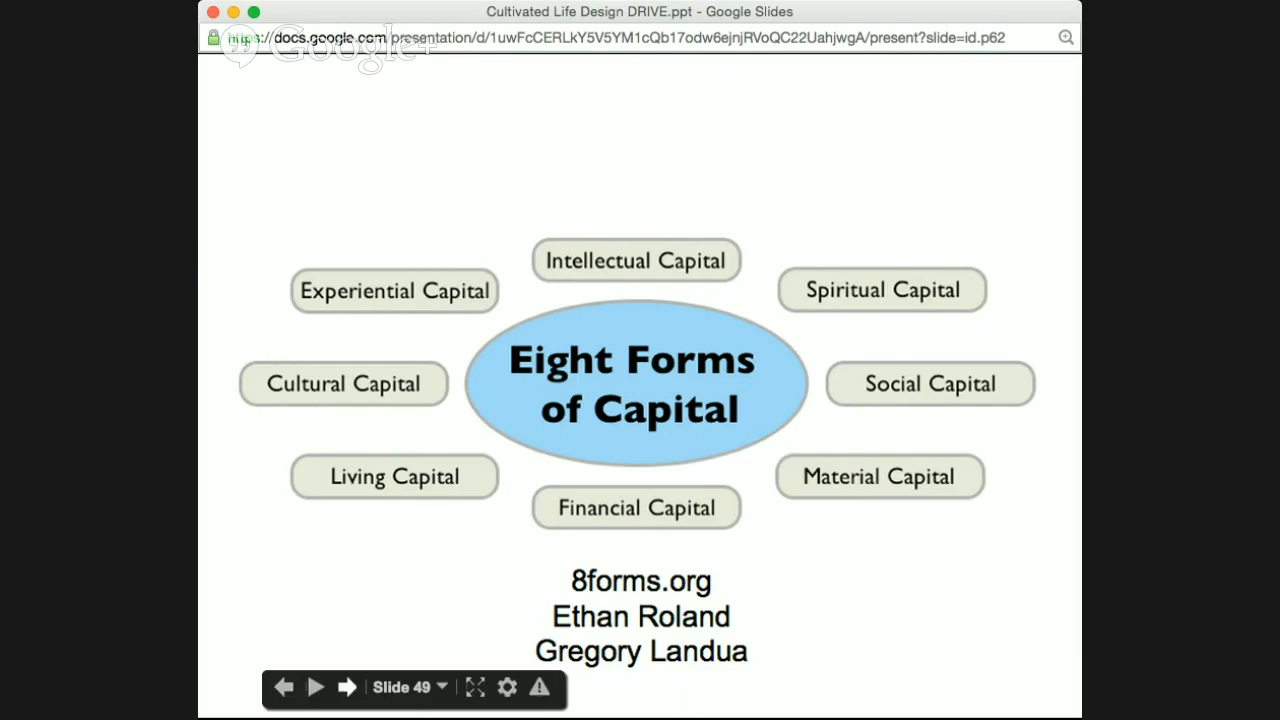 Cultivated Life Design DRIVE.ppt - Google Slides
https://docs.google.com/presentation/d/1uwFcCERLkY5V5YM1cQb17odw6ejnjRVoQC22UahjwgA/present?slide=id.p62
Google+
Intellectual Capital
Experiential Capital
Spiritual Capital
Eight Forms
of Capital
Cultural Capital
Social Capital
Living Capital
Material Capital
Financial Capital
8forms.org
Ethan Roland
Gregory Landua
Slide 49